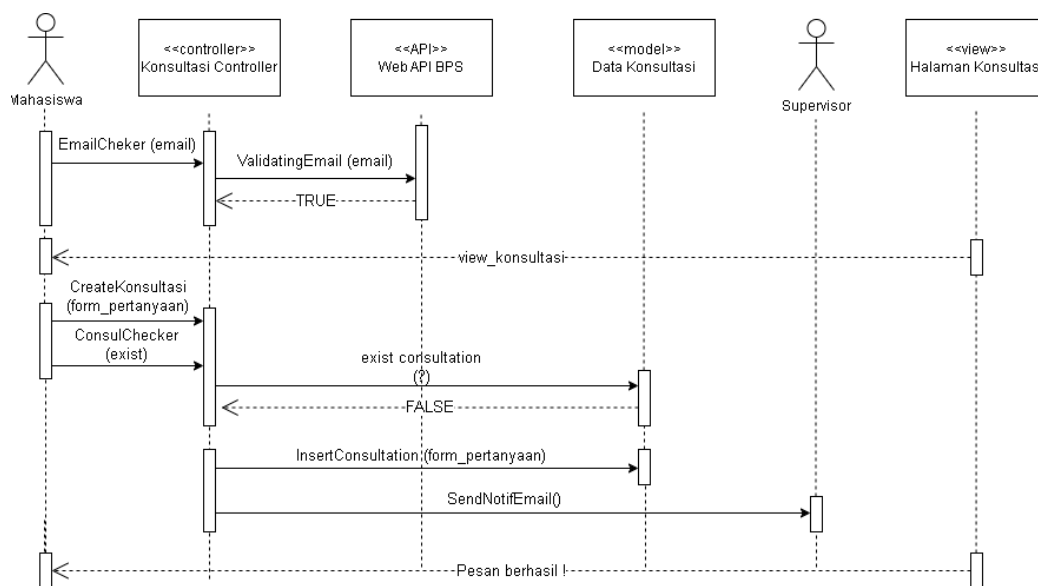 <<controller>>
Konsultasi Controller
<<API>>
Web API BPS
<<model>>
Data Konsultasi
<<view>>
Halaman Konsultasi
Mahasiswa
Supervisor
EmailCheker (email)
ValidatingEmail (email)
TRUE
view_konsultasi
CreateKonsultasi
(form_pertanyaan)
ConsulChecker
(exist)
exist consultation
(?)
FALSE
InsertConsultation (form_pertanyaan)
SendNotifEmail()
Pesan berhasil !